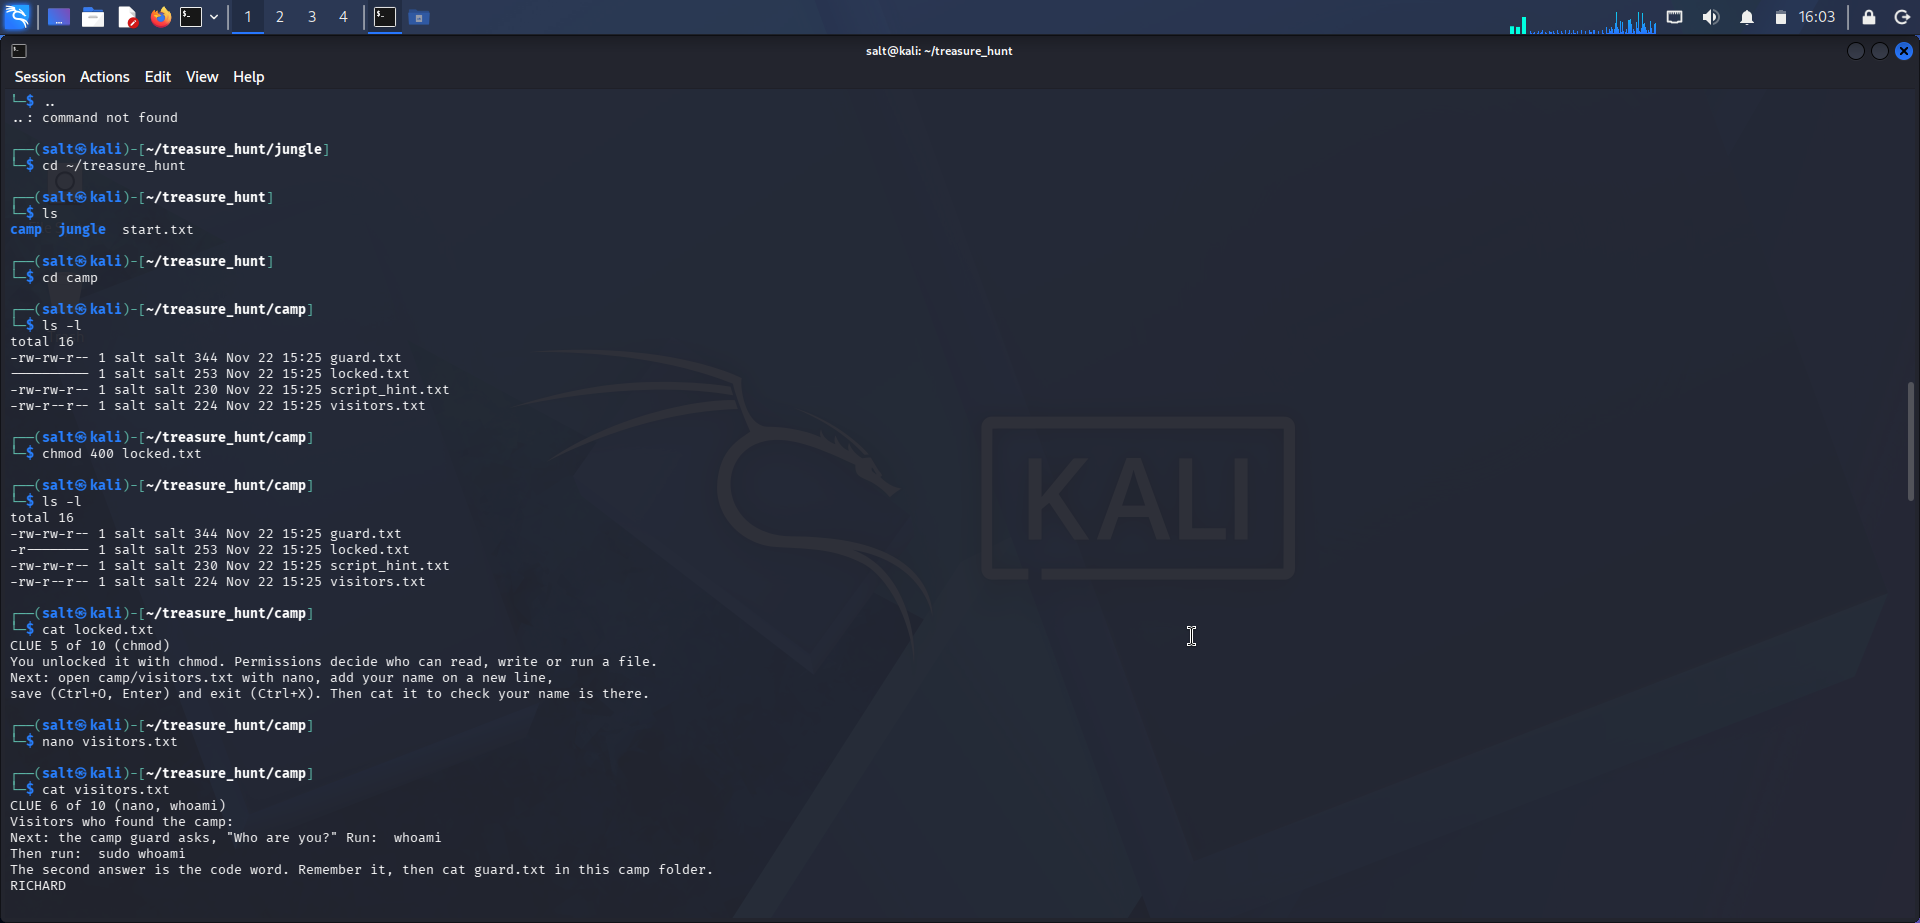 1 2 3 4 16:03
salt@kali: ~/treasure_hunt
Session Actions Edit View Help
└─$ ..
..: command not found
┌──(salt㉿kali)-[~/treasure_hunt/jungle]
└─$ cd ~/treasure_hunt
┌──(salt㉿kali)-[~/treasure_hunt]
└─$ ls
camp jungle start.txt
┌──(salt㉿kali)-[~/treasure_hunt]
└─$ cd camp
┌──(salt㉿kali)-[~/treasure_hunt/camp]
└─$ ls -l
total 16
-rw-rw-r-- 1 salt salt 344 Nov 22 15:25 guard.txt
---------- 1 salt salt 253 Nov 22 15:25 locked.txt
-rw-rw-r-- 1 salt salt 230 Nov 22 15:25 script_hint.txt
-rw-r--r-- 1 salt salt 224 Nov 22 15:25 visitors.txt
┌──(salt㉿kali)-[~/treasure_hunt/camp]
└─$ chmod 400 locked.txt
┌──(salt㉿kali)-[~/treasure_hunt/camp]
└─$ ls -l
total 16
-rw-rw-r-- 1 salt salt 344 Nov 22 15:25 guard.txt
-r-------- 1 salt salt 253 Nov 22 15:25 locked.txt
-rw-rw-r-- 1 salt salt 230 Nov 22 15:25 script_hint.txt
-rw-r--r-- 1 salt salt 224 Nov 22 15:25 visitors.txt
┌──(salt㉿kali)-[~/treasure_hunt/camp]
└─$ cat locked.txt
CLUE 5 of 10 (chmod)
You unlocked it with chmod. Permissions decide who can read, write or run a file.
Next: open camp/visitors.txt with nano, add your name on a new line,
save (Ctrl+O, Enter) and exit (Ctrl+X). Then cat it to check your name is there.
┌──(salt㉿kali)-[~/treasure_hunt/camp]
└─$ nano visitors.txt
┌──(salt㉿kali)-[~/treasure_hunt/camp]
└─$ cat visitors.txt
CLUE 6 of 10 (nano, whoami)
Visitors who found the camp:
Next: the camp guard asks, "Who are you?" Run:  whoami
Then run:  sudo whoami
The second answer is the code word. Remember it, then cat guard.txt in this camp folder.
RICHARD
KALI